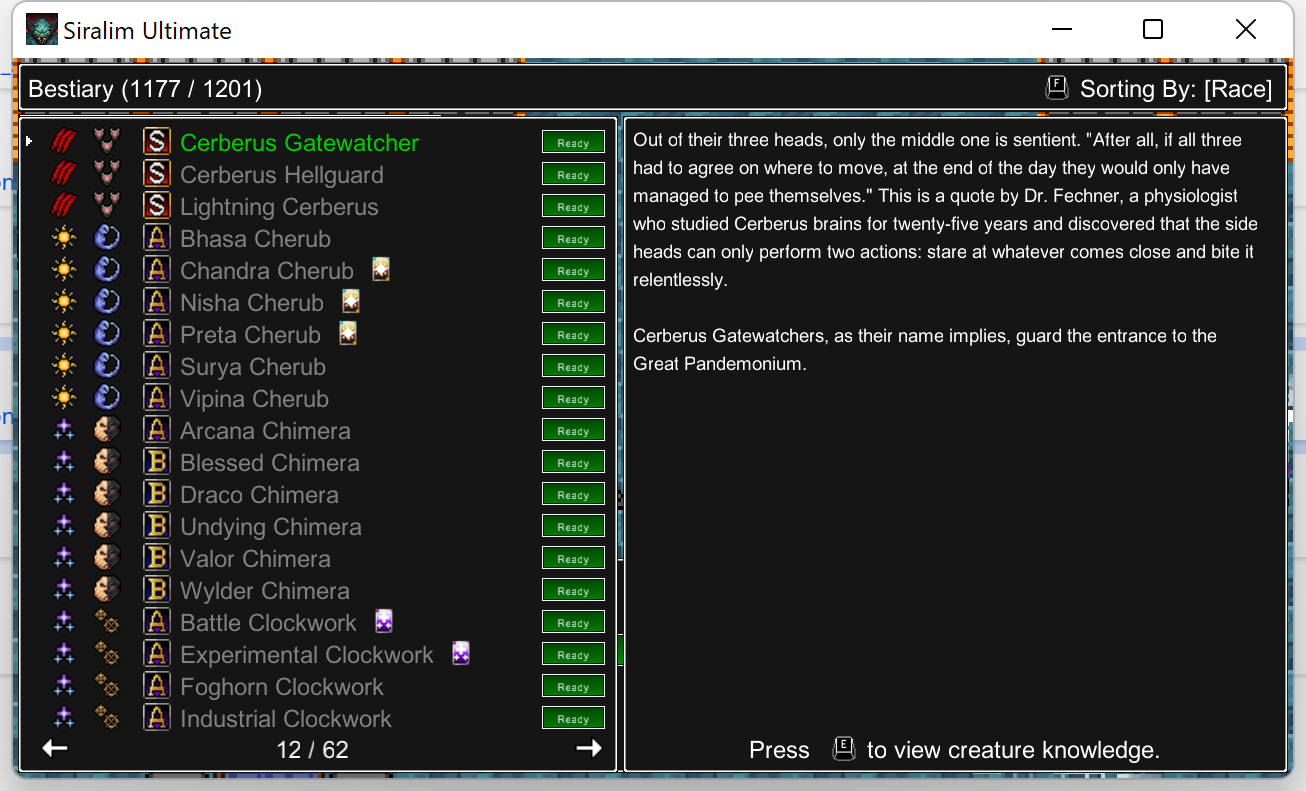 Siralim Ultimate
Bestiary (1177 / 1201)
F Sorting By: [Race]
S Cerberus Gatewatcher Ready
S Cerberus Hellguard Ready
S Lightning Cerberus Ready
A Bhasa Cherub Ready
A Chandra Cherub Ready
A Nisha Cherub Ready
A Preta Cherub Ready
A Surya Cherub Ready
A Vipina Cherub Ready
A Arcana Chimera Ready
B Blessed Chimera Ready
B Draco Chimera Ready
B Undying Chimera Ready
B Valor Chimera Ready
B Wylder Chimera Ready
A Battle Clockwork Ready
A Experimental Clockwork Ready
A Foghorn Clockwork Ready
A Industrial Clockwork Ready
12 / 62
Out of their three heads, only the middle one is sentient. "After all, if all three
had to agree on where to move, at the end of the day they would only have
managed to pee themselves." This is a quote by Dr. Fechner, a physiologist
who studied Cerberus brains for twenty-five years and discovered that the side
heads can only perform two actions: stare at whatever comes close and bite it
relentlessly.
Cerberus Gatewatchers, as their name implies, guard the entrance to the
Great Pandemonium.
Press E to view creature knowledge.